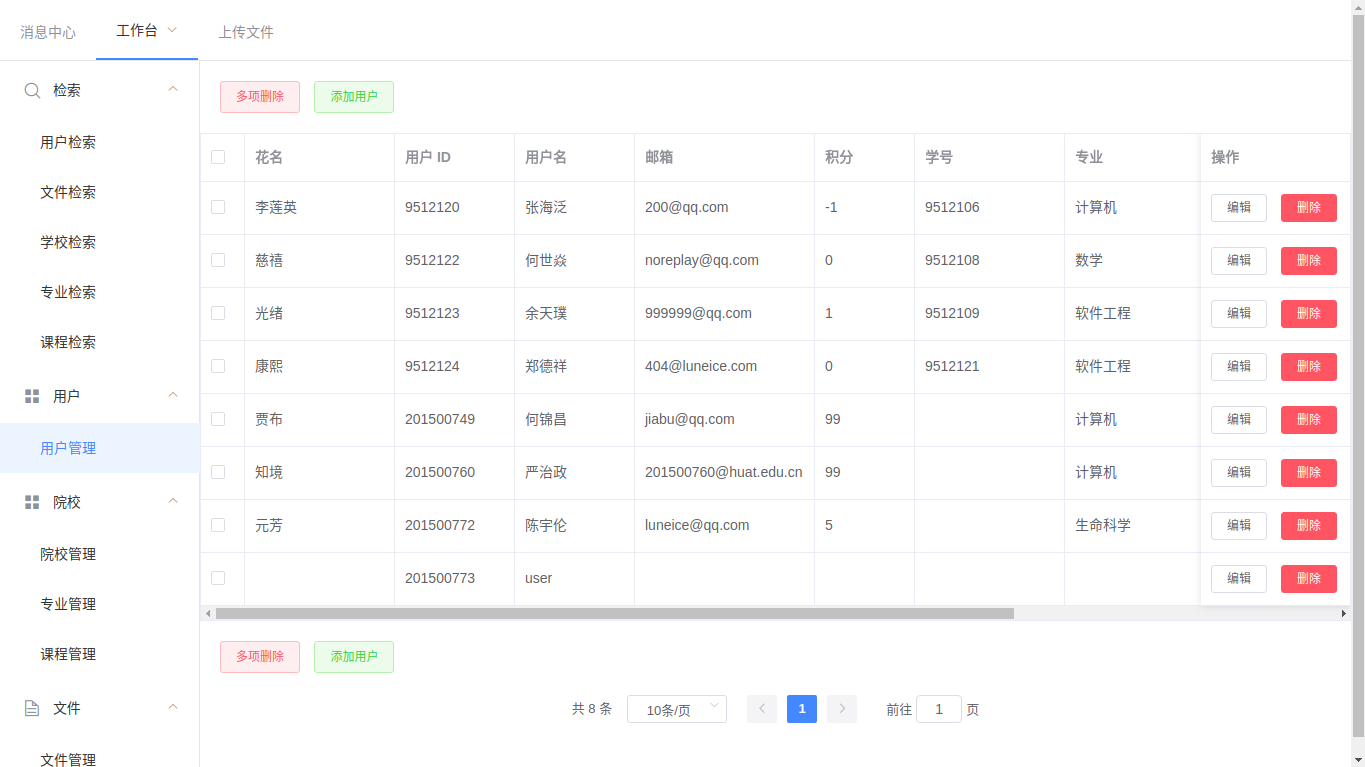 消息中心 工作台 上传文件
检索
用户检索
文件检索
学校检索
专业检索
课程检索
用户
用户管理
院校
院校管理
专业管理
课程管理
文件
文件管理
多项删除 添加用户
花名 用户 ID 用户名 邮箱 积分 学号 专业 操作
李莲英 9512120 张海泛 200@qq.com -1 9512106 计算机 编辑 删除
慈禧 9512122 何世焱 noreplay@qq.com 0 9512108 数学 编辑 删除
光绪 9512123 余天璞 999999@qq.com 1 9512109 软件工程 编辑 删除
康熙 9512124 郑德祥 404@luneice.com 0 9512121 软件工程 编辑 删除
贾布 201500749 何锦昌 jiabu@qq.com 99 计算机 编辑 删除
知境 201500760 严治政 201500760@huat.edu.cn 99 计算机 编辑 删除
元芳 201500772 陈宇伦 luneice@qq.com 5 生命科学 编辑 删除
201500773 user 编辑 删除
多项删除 添加用户
共 8 条 10条/页 1 前往 1 页